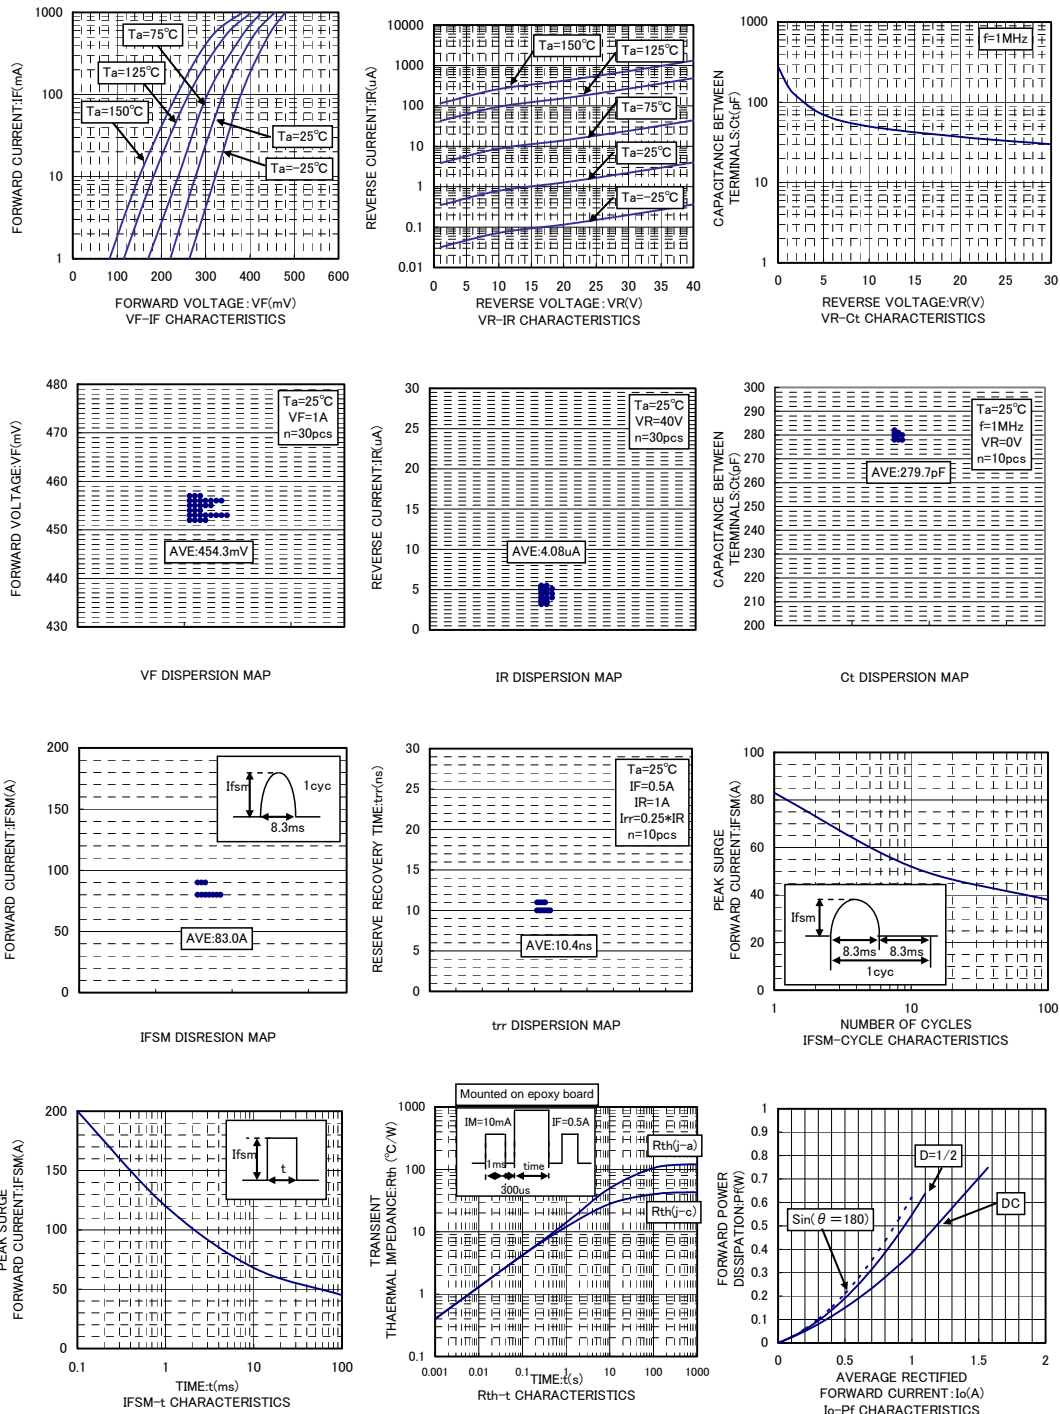 1000
100
10
1
FORWARD CURRENT:IF(mA)
Ta=75℃
Ta=125℃
Ta=150℃
Ta=25℃
Ta=-25℃
0 100 200 300 400 500 600
FORWARD VOLTAGE:VF(mV)
VF-IF CHARACTERISTICS
10000
1000
100
10
1
0.1
0.01
REVERSE CURRENT:IR(uA)
Ta=150℃
Ta=125℃
Ta=75℃
Ta=25℃
Ta=-25℃
0 5 10 15 20 25 30 35 40
REVERSE VOLTAGE:VR(V)
VR-IR CHARACTERISTICS
1000
100
10
1
CAPACITANCE BETWEEN
TERMINALS:Ct(pF)
f=1MHz
0 5 10 15 20 25 30
REVERSE VOLTAGE:VR(V)
VR-Ct CHARACTERISTICS
480
470
460
450
440
430
FORWARD VOLTAGE:VF(mV)
Ta=25℃
VF=1A
n=30pcs
AVE:454.3mV
VF DISPERSION MAP
30
25
20
15
10
5
0
REVERSE CURRENT:IR(uA)
Ta=25℃
VR=40V
n=30pcs
AVE:4.08uA
IR DISPERSION MAP
300
290
280
270
260
250
240
230
220
210
200
CAPACITANCE BETWEEN
TERMINALS:Ct(pF)
Ta=25℃
f=1MHz
VR=0V
n=10pcs
AVE:279.7pF
Ct DISPERSION MAP
200
150
100
50
0
FORWARD CURRENT:IFSM(A)
Ifsm
1cyc
8.3ms
AVE:83.0A
IFSM DISRESION MAP
30
25
20
15
10
5
0
RESERVE RECOVERY TIME:trr(ns)
Ta=25℃
IF=0.5A
IR=1A
Irr=0.25*IR
n=10pcs
AVE:10.4ns
trr DISPERSION MAP
100
80
60
40
20
0
PEAK SURGE
FORWARD CURRENT:IFSM(A)
Ifsm
8.3ms 8.3ms
1cyc
1 10 100
NUMBER OF CYCLES
IFSM-CYCLE CHARACTERISTICS
200
150
100
50
0
PEAK SURGE
FORWARD CURRENT:IFSM(A)
Ifsm
t
0.1 1 10 100
TIME:t(ms)
IFSM-t CHARACTERISTICS
Mounted on epoxy board
1000
100
10
1
0.1
TRANSIENT
THAERMAL IMPEDANCE:Rth (℃/W)
IM=10mA
IF=0.5A
1ms
time
300us
Rth(j-a)
Rth(j-c)
0.001 0.01 0.1 1 10 100 1000
TIME:t(s)
Rth-t CHARACTERISTICS
1
0.9
0.8
0.7
0.6
0.5
0.4
0.3
0.2
0.1
0
FORWARD POWER
DISSIPATION:Pf(W)
D=1/2
DC
Sin(θ=180)
0 0.5 1 1.5 2
AVERAGE RECTIFIED
FORWARD CURRENT:Io(A)
Io-Pf CHARACTERISTICS